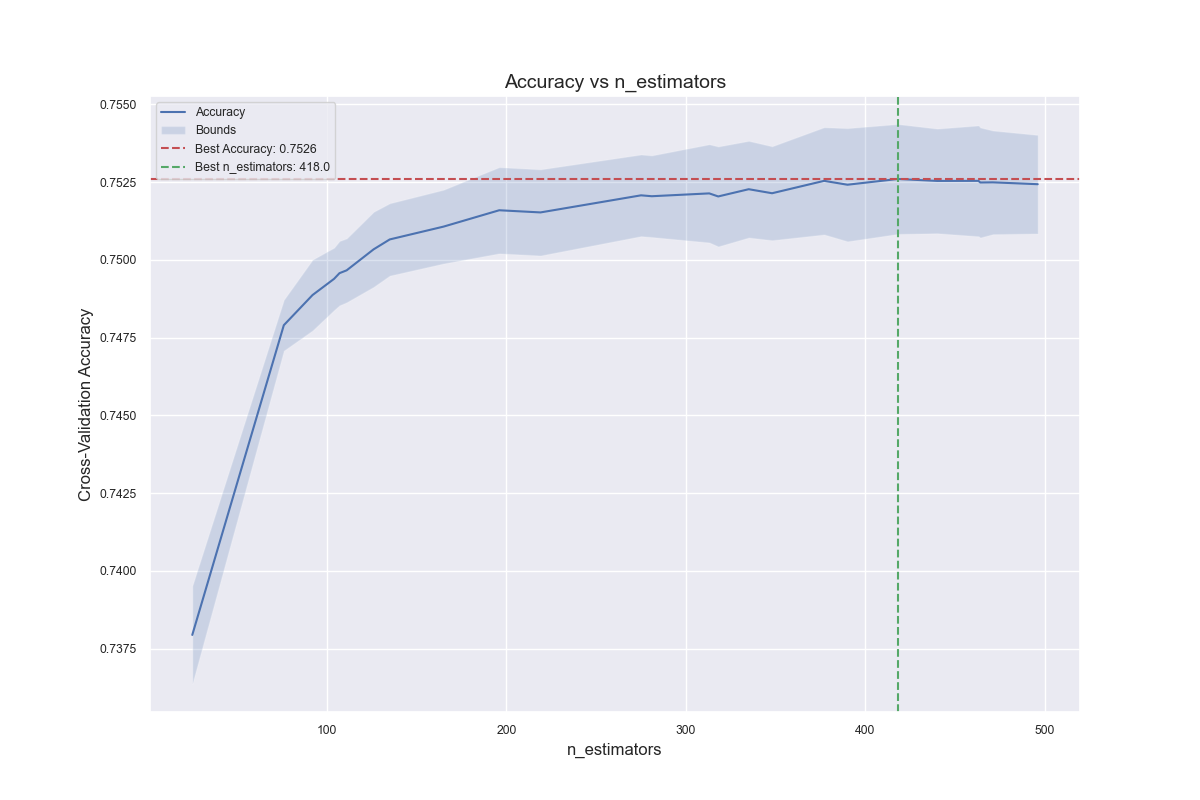 Accuracy vs n_estimators
Accuracy
Bounds
Best Accuracy: 0.7526
Best n_estimators: 418.0
0.7550
0.7525
0.7500
0.7475
0.7450
0.7425
0.7400
0.7375
Cross-Validation Accuracy
100
200
300
400
500
n_estimators